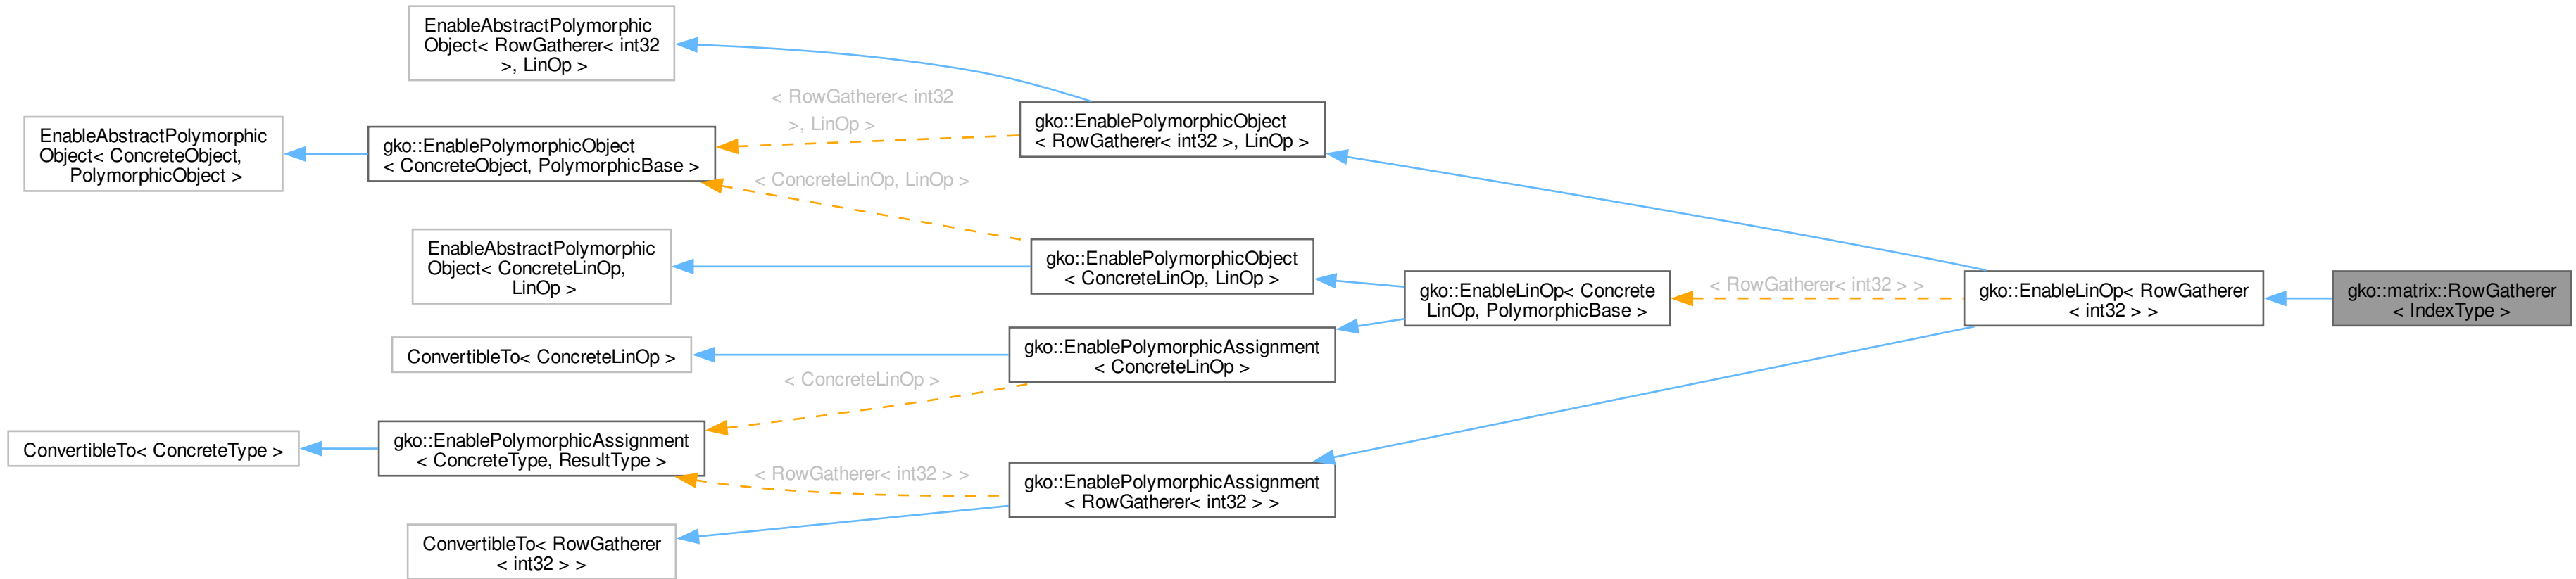 EnableAbstractPolymorphic
Object< RowGatherer< int32
>, LinOp >
< RowGatherer< int32
>, LinOp >
gko::EnablePolymorphicObject
< RowGatherer< int32 >, LinOp >
EnableAbstractPolymorphic
Object< ConcreteObject,
PolymorphicObject >
gko::EnablePolymorphicObject
< ConcreteObject, PolymorphicBase >
< ConcreteLinOp, LinOp >
EnableAbstractPolymorphic
Object< ConcreteLinOp,
LinOp >
gko::EnablePolymorphicObject
< ConcreteLinOp, LinOp >
gko::EnableLinOp< Concrete
LinOp, PolymorphicBase >
< RowGatherer< int32 > >
gko::EnableLinOp< RowGatherer
< int32 > >
gko::matrix::RowGatherer
< IndexType >
ConvertibleTo< ConcreteLinOp >
gko::EnablePolymorphicAssignment
< ConcreteLinOp >
< ConcreteLinOp >
ConvertibleTo< ConcreteType >
gko::EnablePolymorphicAssignment
< ConcreteType, ResultType >
< RowGatherer< int32 > >
gko::EnablePolymorphicAssignment
< RowGatherer< int32 > >
ConvertibleTo< RowGatherer
< int32 > >